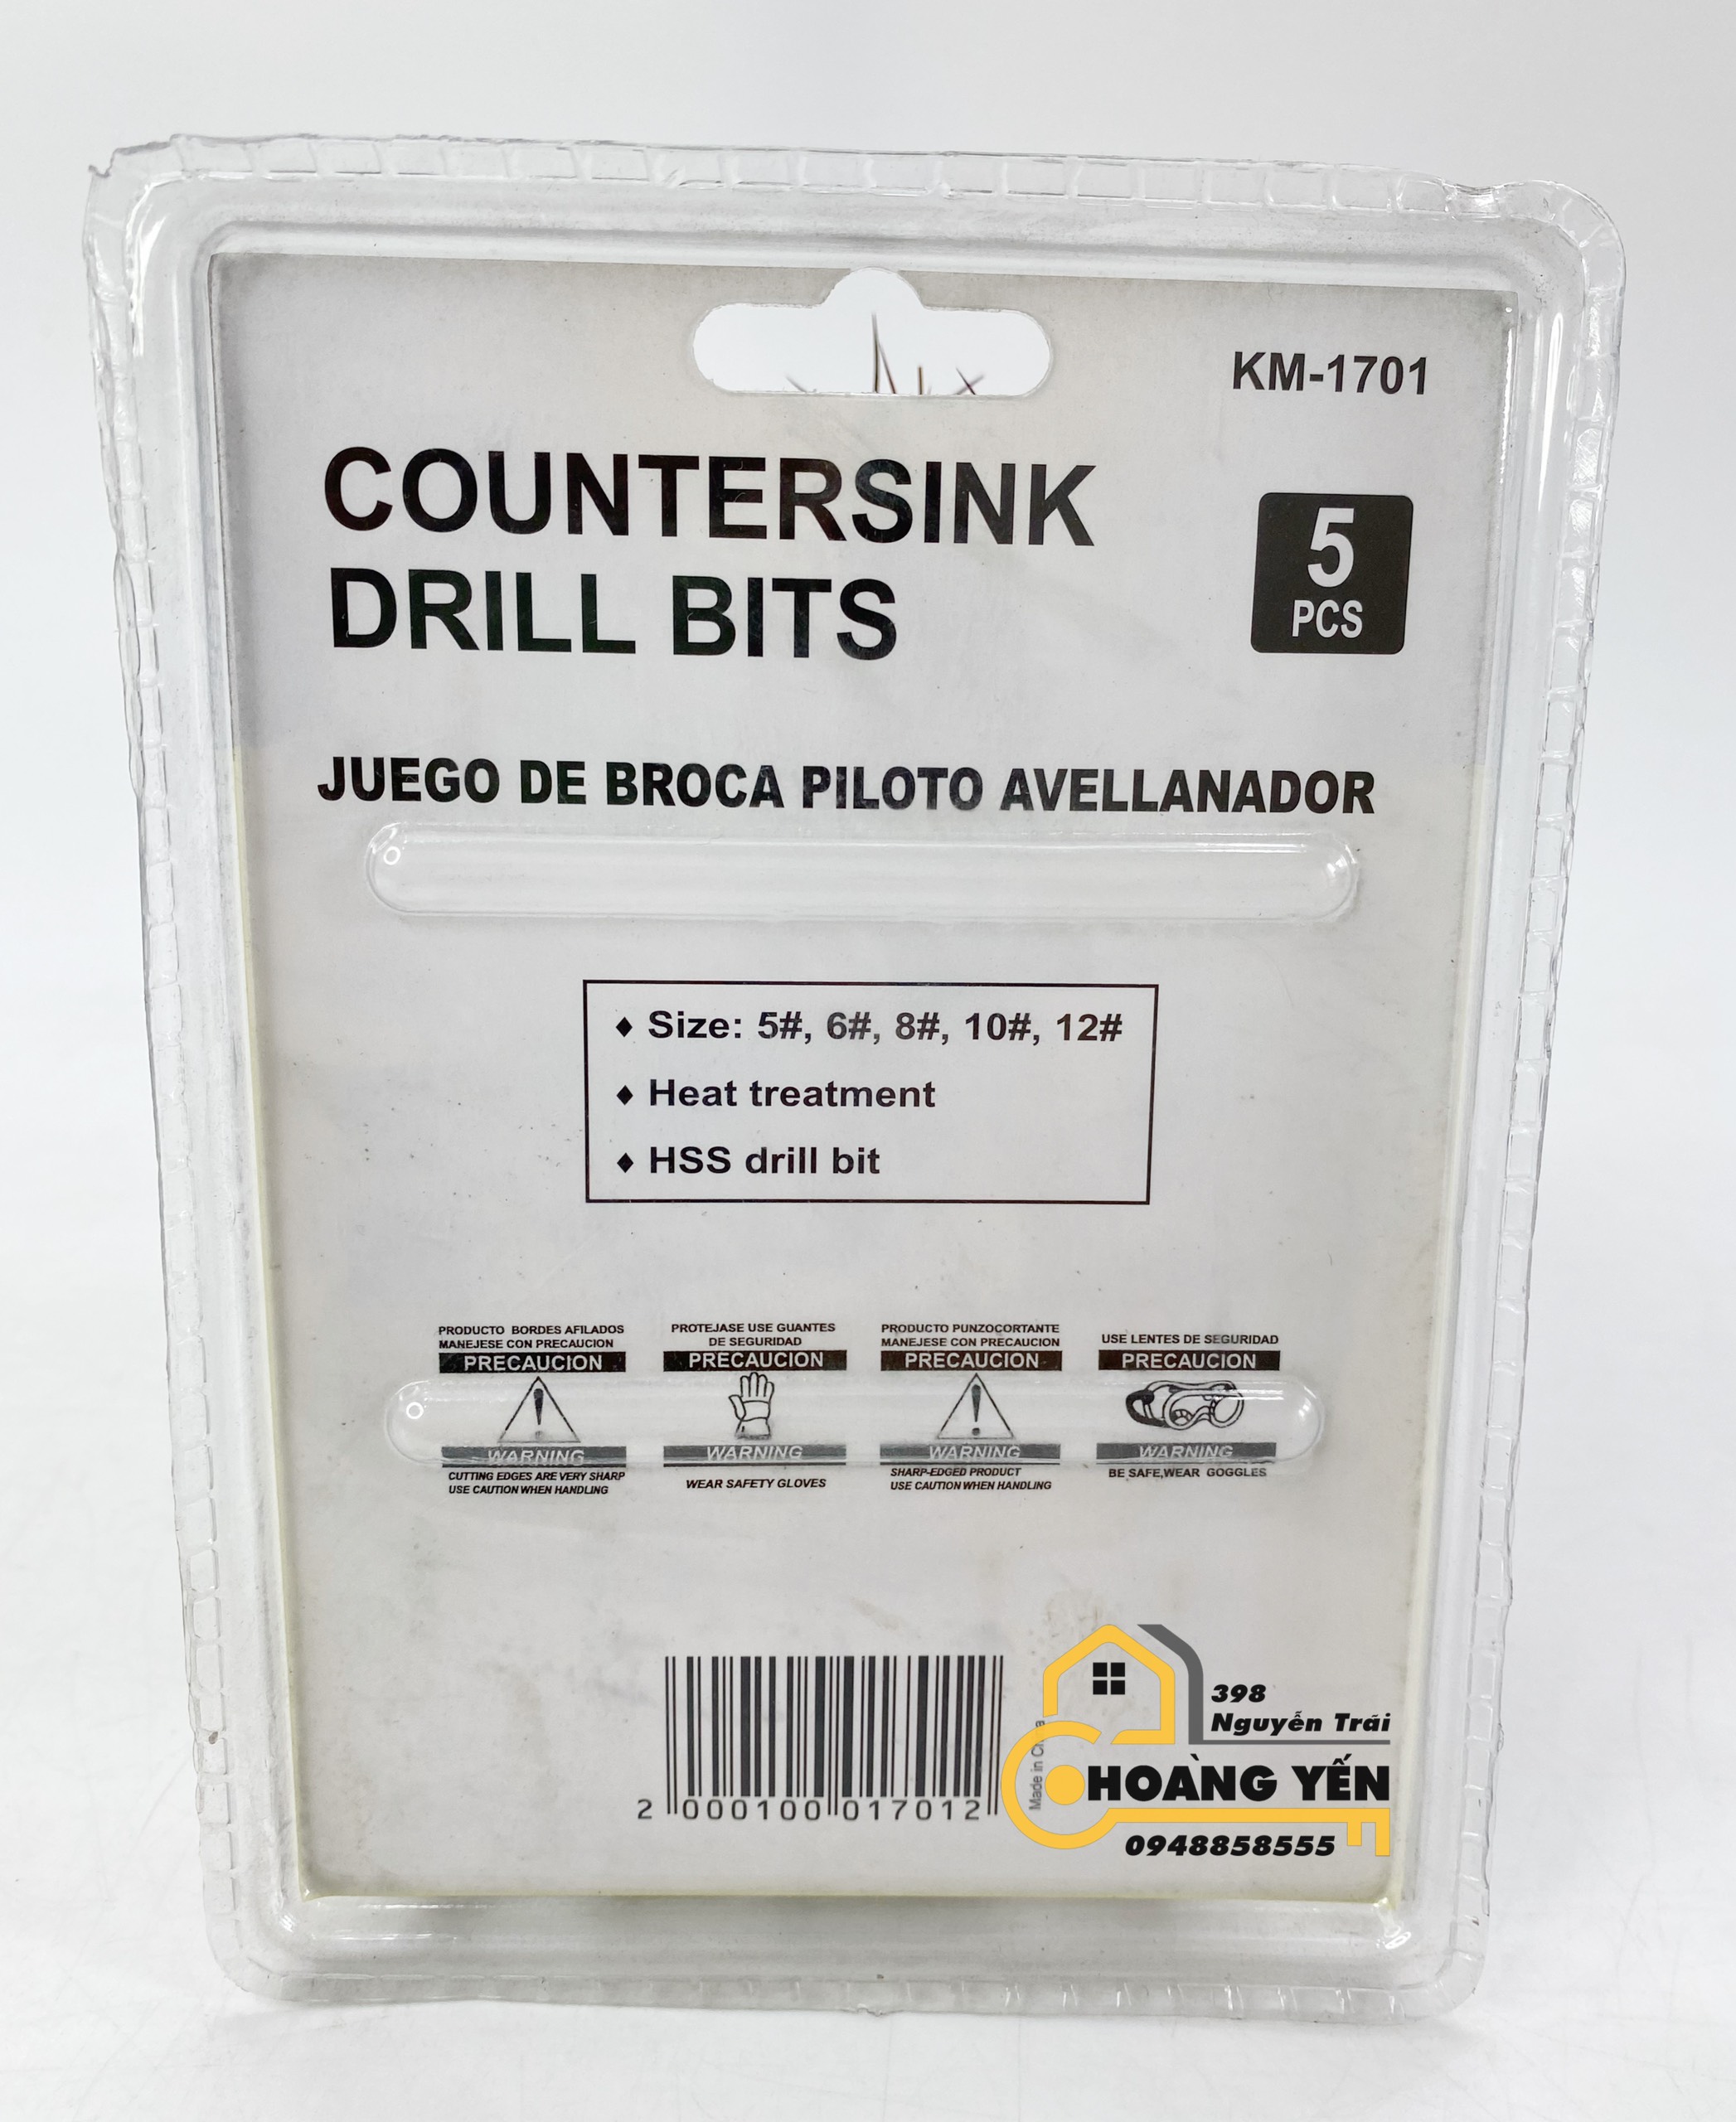 KM-1701
COUNTERSINK
DRILL BITS
5
PCS
JUEGO DE BROCA PILOTO AVELLANADOR
♦ Size: 5#, 6#, 8#, 10#, 12#
♦ Heat treatment
♦ HSS drill bit
PRODUCTO BORDES AFILADOS
MANEJESE CON PRECAUCION
PRECAUCION
WARNING
CUTTING EDGES ARE VERY SHARP
USE CAUTION WHEN HANDLING
PROTEJASE USE GUANTES
DE SEGURIDAD
PRECAUCION
WARNING
WEAR SAFETY GLOVES
PRODUCTO PUNZOCORTANTE
MANEJESE CON PRECAUCION
PRECAUCION
WARNING
SHARP-EDGED PRODUCT
USE CAUTION WHEN HANDLING
USE LENTES DE SEGURIDAD
PRECAUCION
WARNING
BE SAFE,WEAR GOGGLES
2 000100 017012
Made in
398
Nguyễn Trãi
HOÀNG YẾN
0948858555